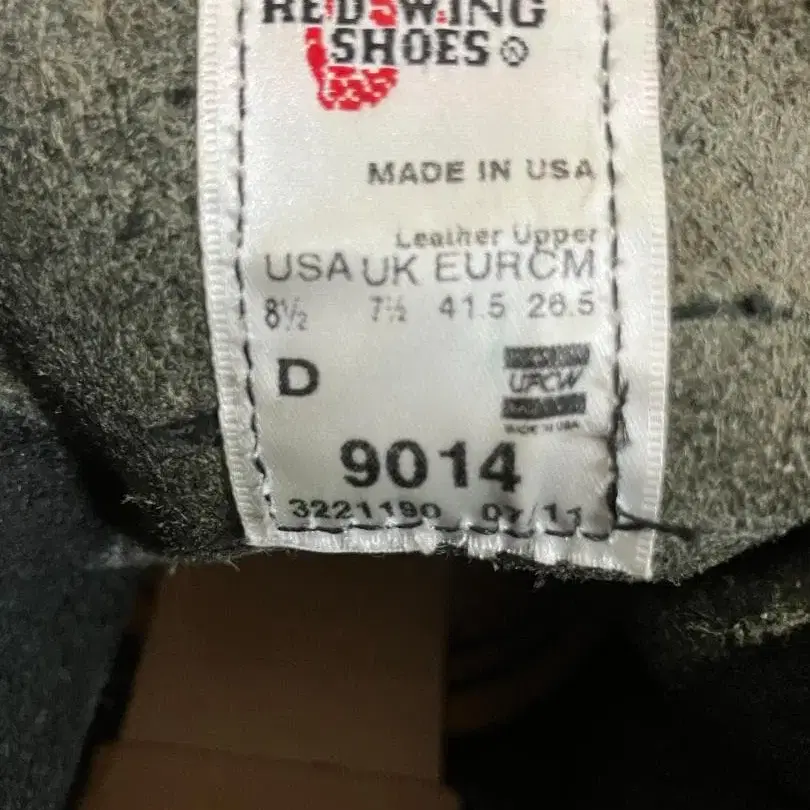 RED WING
SHOES ®
MADE IN USA
Leather Upper
USA UK EUR CM
8½ 7½ 41.5 26.5
D
UFCW
MADE IN USA
9014
3221190 07/11